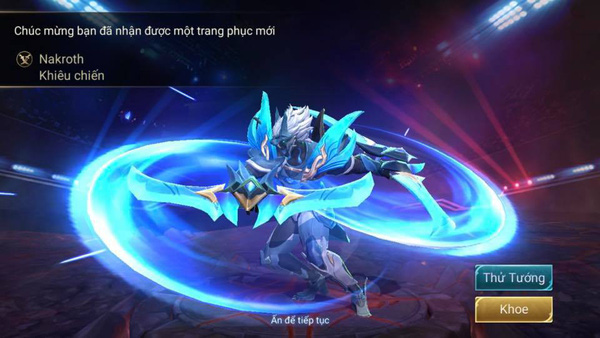 Chúc mừng bạn đã nhận được một trang phục mới
Nakroth
Khiêu chiến
Thử Tướng
Khoe
Ấn để tiếp tục